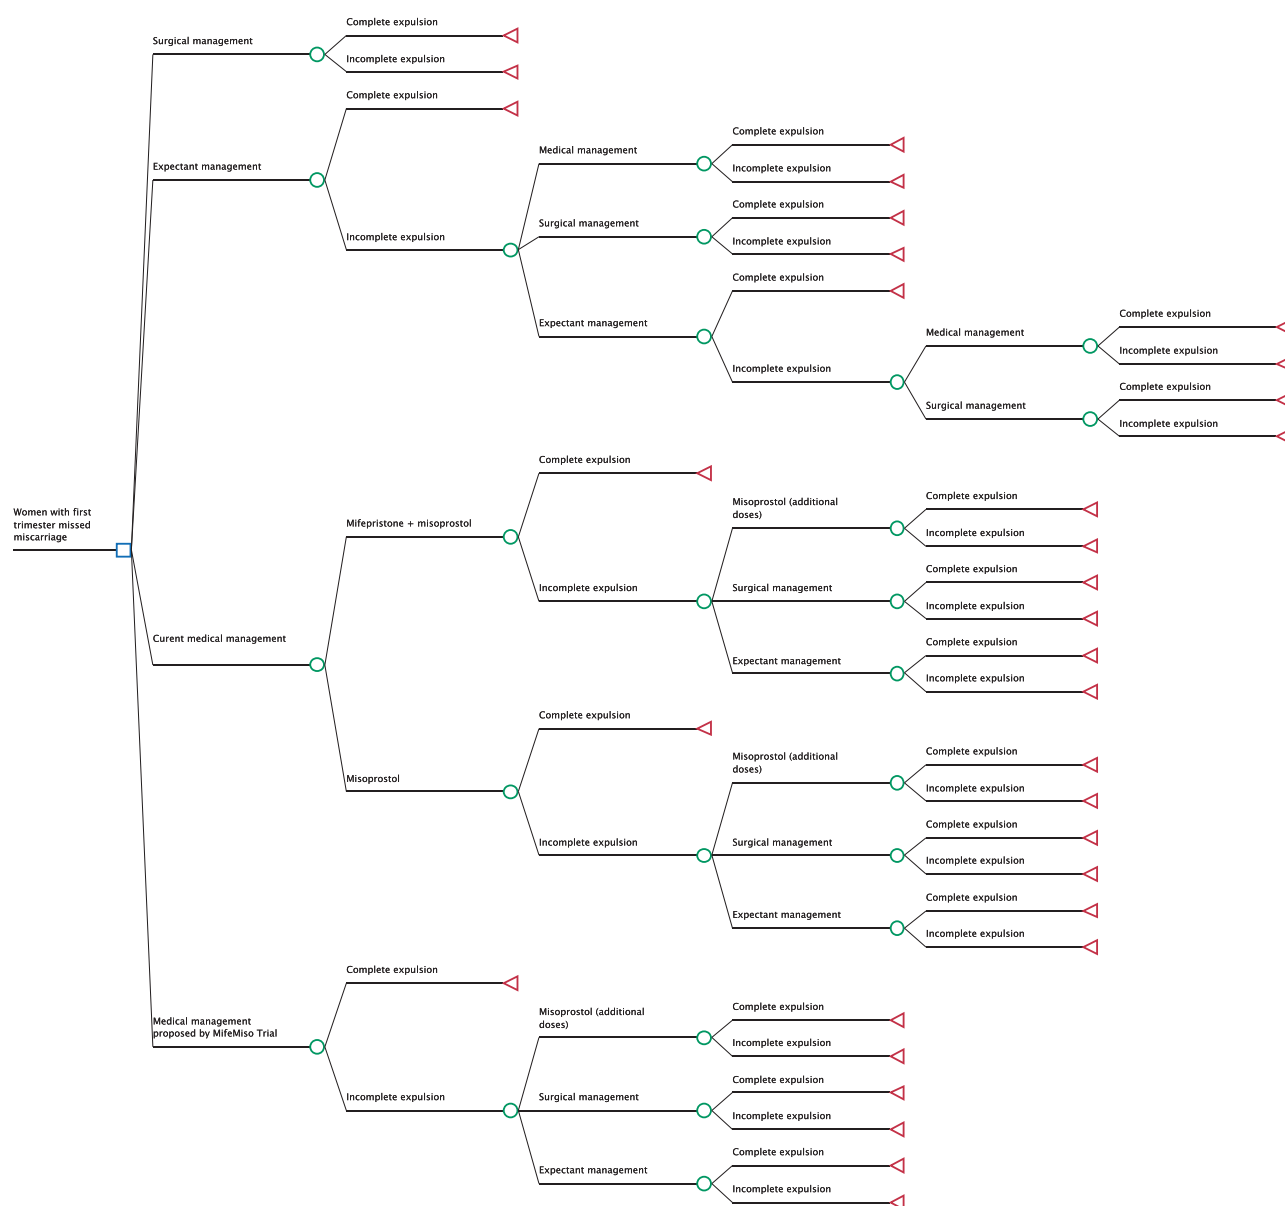 Complete expulsion
Surgical management
Incomplete expulsion
Complete expulsion
Complete expulsion
Medical management
Expectant management
Incomplete expulsion
Complete expulsion
Surgical management
Incomplete expulsion
Incomplete expulsion
Complete expulsion
Complete expulsion
Expectant management
Medical management
Incomplete expulsion
Incomplete expulsion
Complete expulsion
Surgical management
Incomplete expulsion
Complete expulsion
Complete expulsion
Misoprostol (additional
doses)
Women with first
trimester missed
miscarriage
Mifepristone + misoprostol
Incomplete expulsion
Complete expulsion
Incomplete expulsion
Surgical management
Incomplete expulsion
Curent medical management
Complete expulsion
Expectant management
Incomplete expulsion
Complete expulsion
Complete expulsion
Misoprostol (additional
doses)
Misoprostol
Incomplete expulsion
Complete expulsion
Incomplete expulsion
Surgical management
Incomplete expulsion
Complete expulsion
Expectant management
Incomplete expulsion
Complete expulsion
Complete expulsion
Misoprostol (additional
doses)
Medical management
proposed by MifeMiso Trial
Incomplete expulsion
Complete expulsion
Incomplete expulsion
Surgical management
Incomplete expulsion
Complete expulsion
Expectant management
Incomplete expulsion